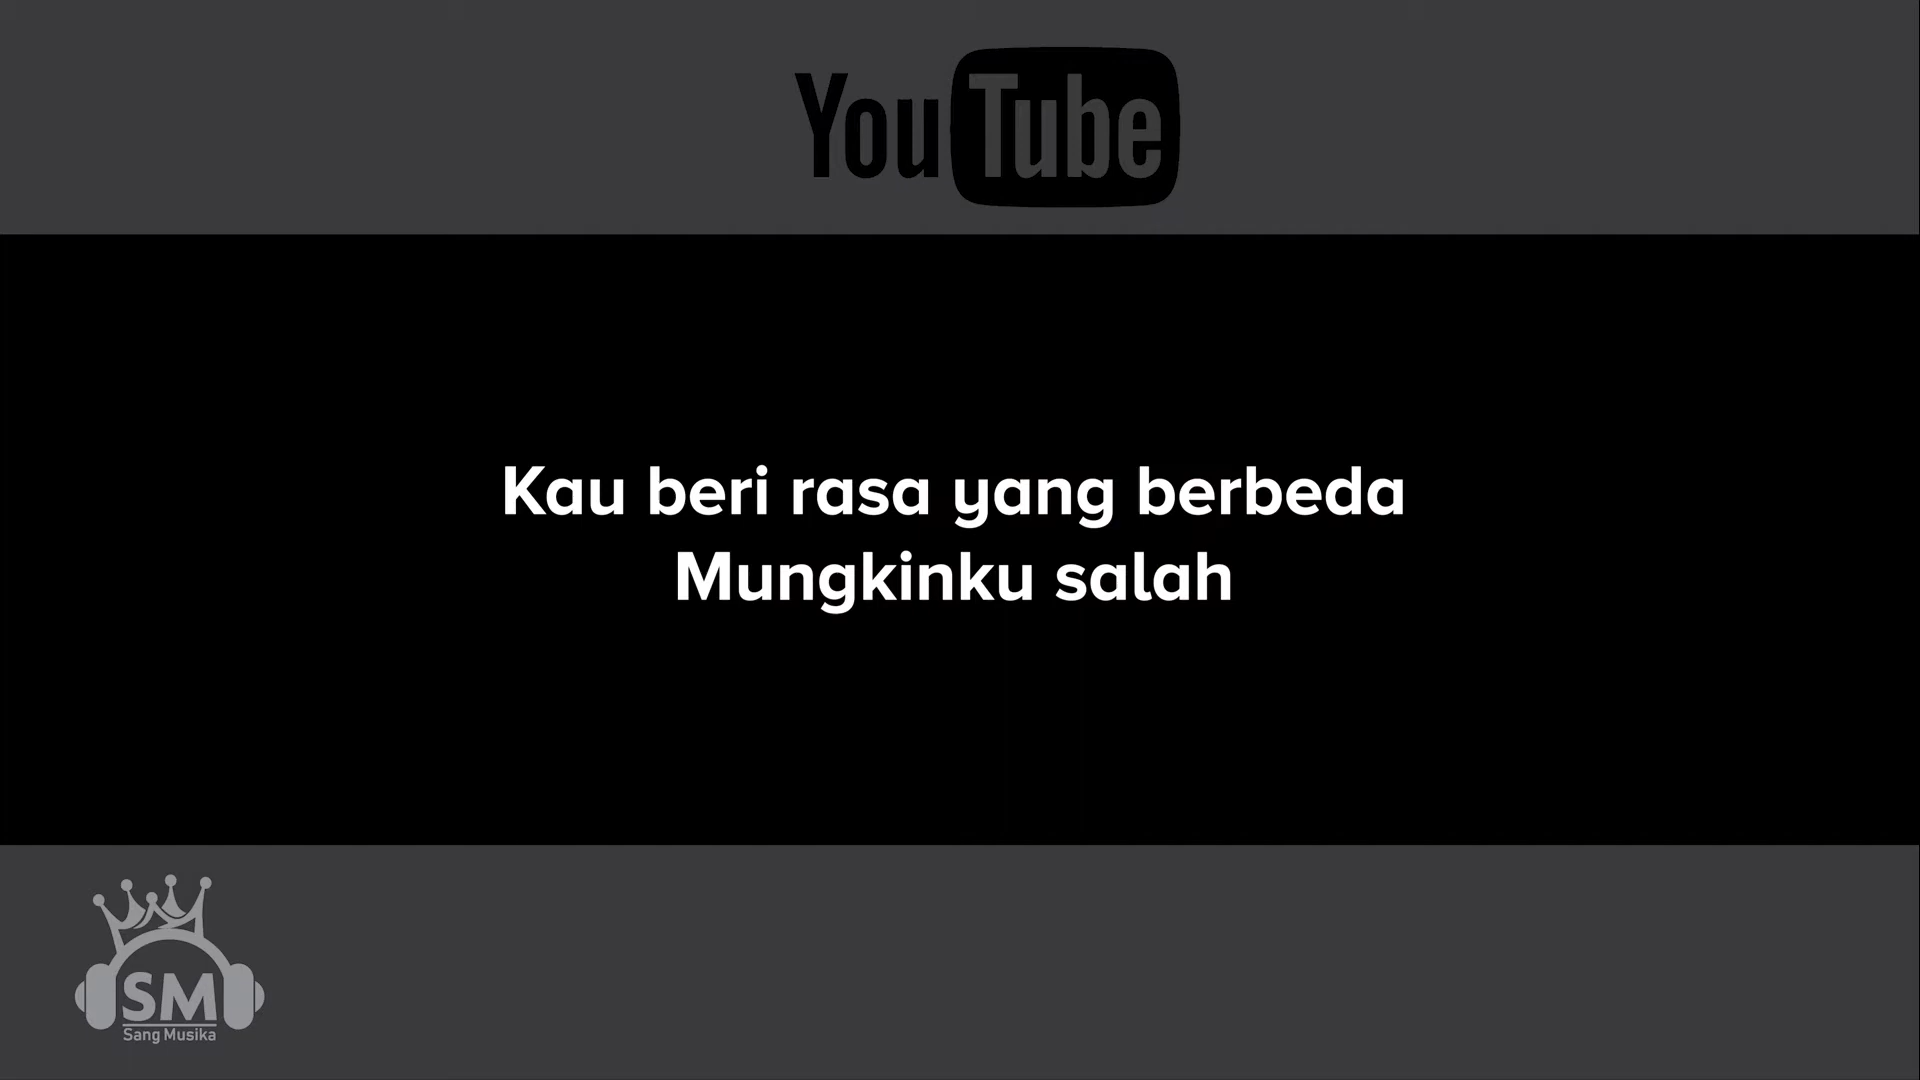 YouTube
Kau beri rasa yang berbeda
Mungkinku salah
SM
Sang Musika